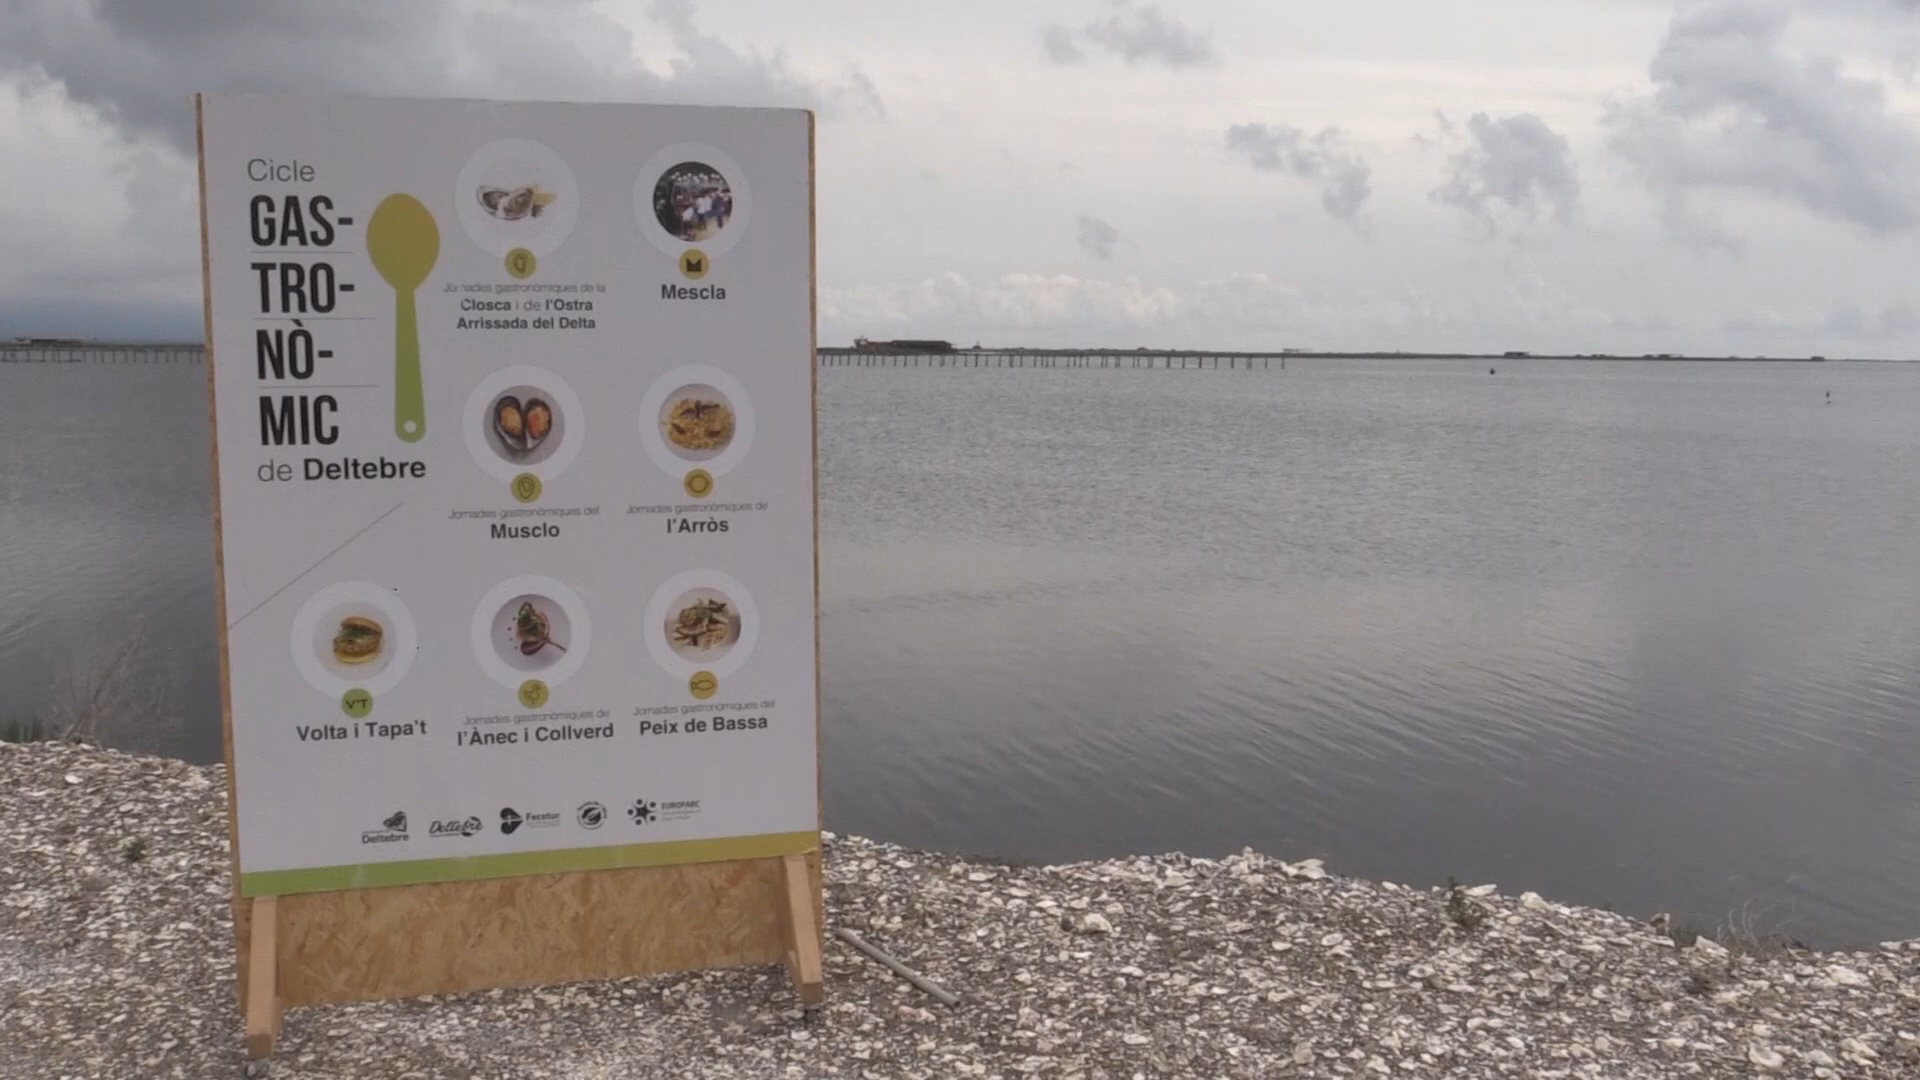 Cicle
GAS-
TRO-
NÒ-
MIC
de Deltebre
Jornades gastronòmiques de la
Closca i de l'Ostra
Arrissada del Delta
Mescla
Jornades gastronòmiques del
Musclo
Jornades gastronòmiques de
l'Arròs
V'T
Volta i Tapa't
Jornades gastronòmiques de
l'Ànec i Collverd
Jornades gastronòmiques del
Peix de Bassa
Deltebre
Deltebre
Fecotur
EUROPARC